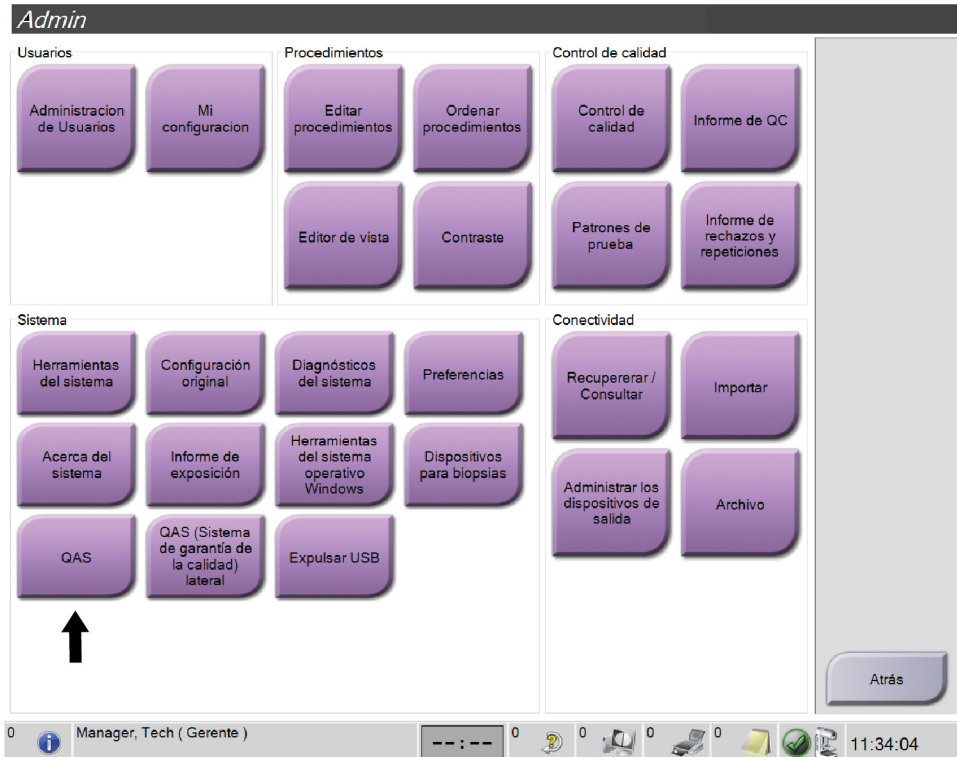 Admin
Usuarios
Administracion
de Usuarios
Mi
configuracion
Procedimientos
Editar
procedimientos
Ordenar
procedimientos
Editor de vista
Contraste
Control de calidad
Control de
calidad
Informe de QC
Patrones de
prueba
Informe de
rechazos y
repeticiones
Sistema
Herramientas
del sistema
Configuración
original
Diagnósticos
del sistema
Preferencias
Acerca del
sistema
Informe de
exposición
Herramientas
del sistema
operativo
Windows
Dispositivos
para biopsias
QAS
QAS (Sistema
de garantía de
la calidad)
lateral
Expulsar USB
Conectividad
Recupererar /
Consultar
Importar
Administrar los
dispositivos de
salida
Archivo
Atrás
0
Manager, Tech ( Gerente )
--:--
0
0
0
0
11:34:04